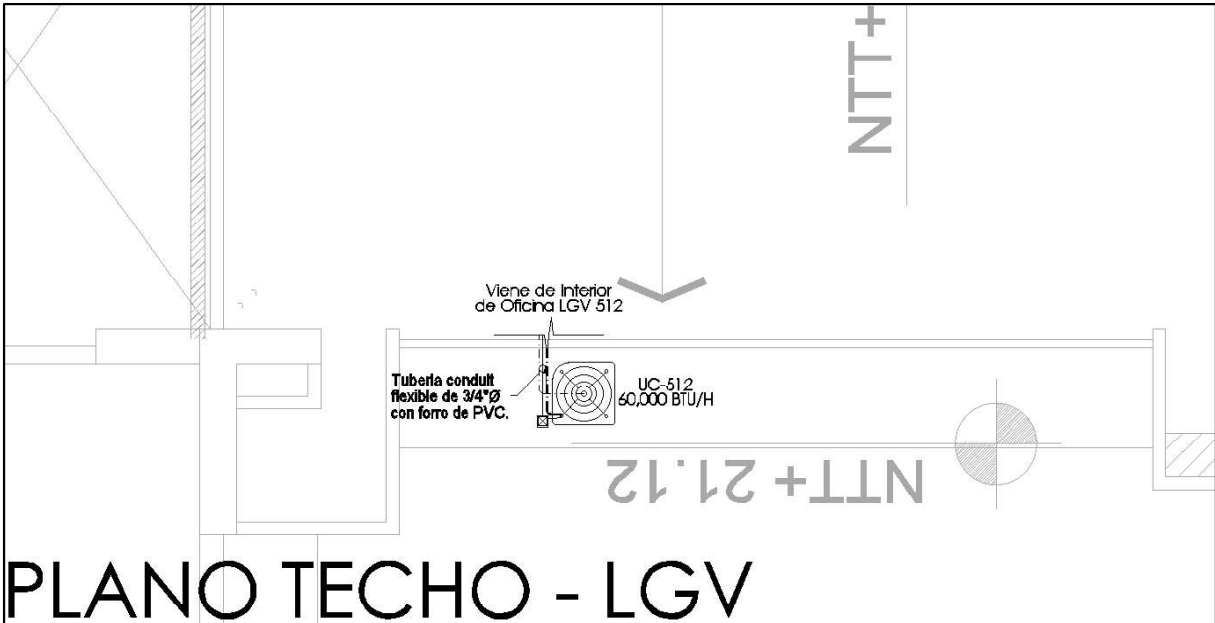 NTT+
Viene de Interior
de Oficina LGV 512
Tuberia conduit
flexible de 3/4"Ø
con forro de PVC.
UC-512
60,000 BTU/H
NTT+ 21.12
PLANO TECHO - LGV